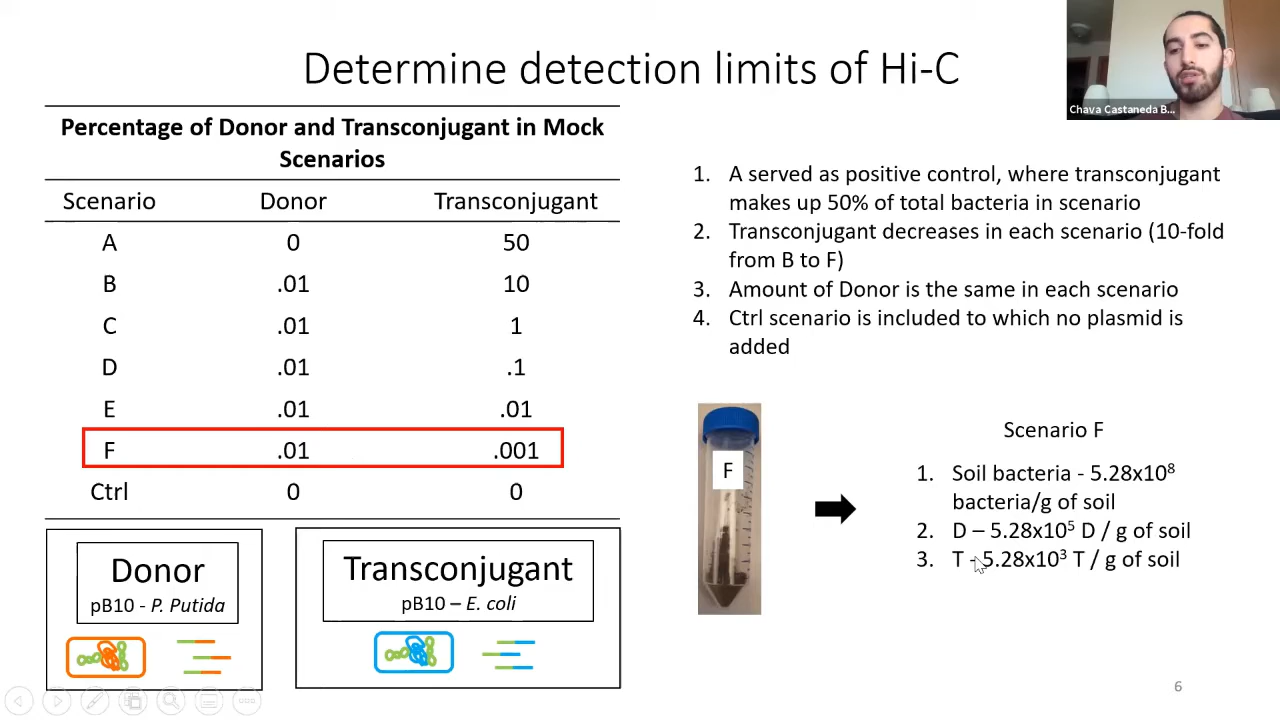 Determine detection limits of Hi-C
Chava Castaneda B...
Percentage of Donor and Transconjugant in Mock
Scenarios
Scenario Donor Transconjugant
A 0 50
B .01 10
C .01 1
D .01 .1
E .01 .01
F .01 .001
Ctrl 0 0
Donor
pB10 - P. Putida
Transconjugant
pB10 – E. coli
1. A served as positive control, where transconjugant
makes up 50% of total bacteria in scenario
2. Transconjugant decreases in each scenario (10-fold
from B to F)
3. Amount of Donor is the same in each scenario
4. Ctrl scenario is included to which no plasmid is
added
F
Scenario F
1. Soil bacteria - 5.28x10⁸
bacteria/g of soil
2. D – 5.28x10⁵ D / g of soil
3. T - 5.28x10³ T / g of soil
6